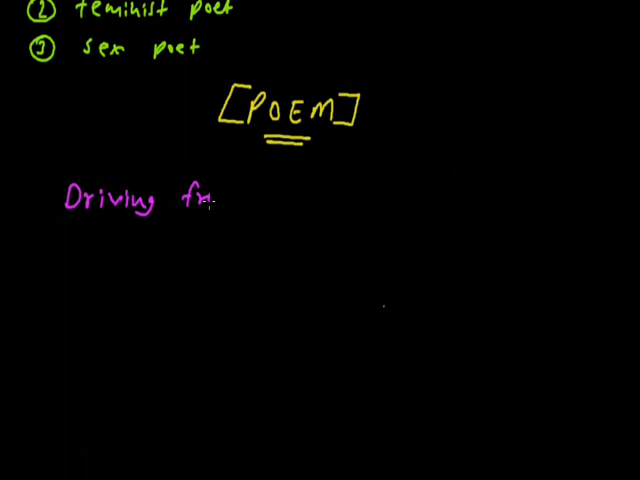 ② feminist poet
③ sex poet
[POEM]
Driving fr